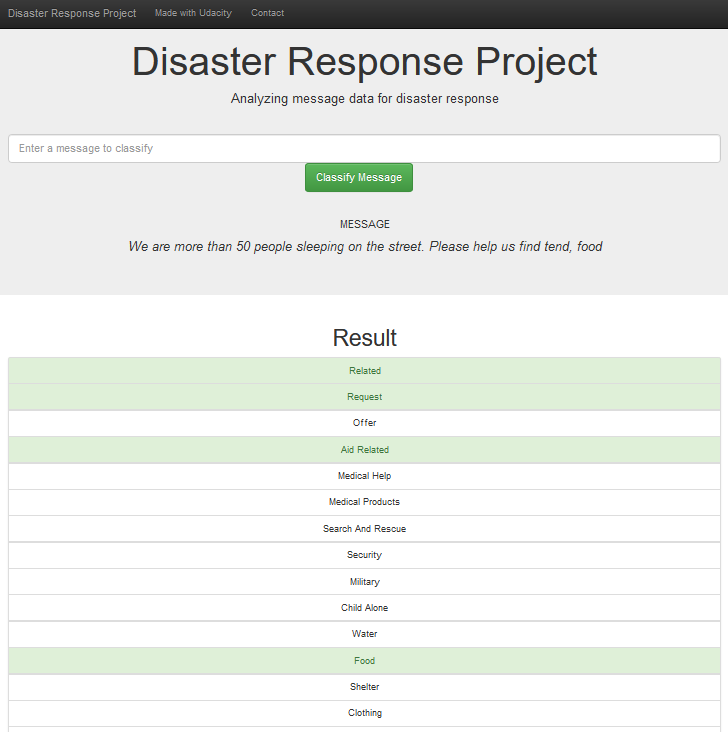 Disaster Response Project Made with Udacity Contact
Disaster Response Project
Analyzing message data for disaster response
Enter a message to classify
Classify Message
MESSAGE
We are more than 50 people sleeping on the street. Please help us find tend, food
Result
Related
Request
Offer
Aid Related
Medical Help
Medical Products
Search And Rescue
Security
Military
Child Alone
Water
Food
Shelter
Clothing